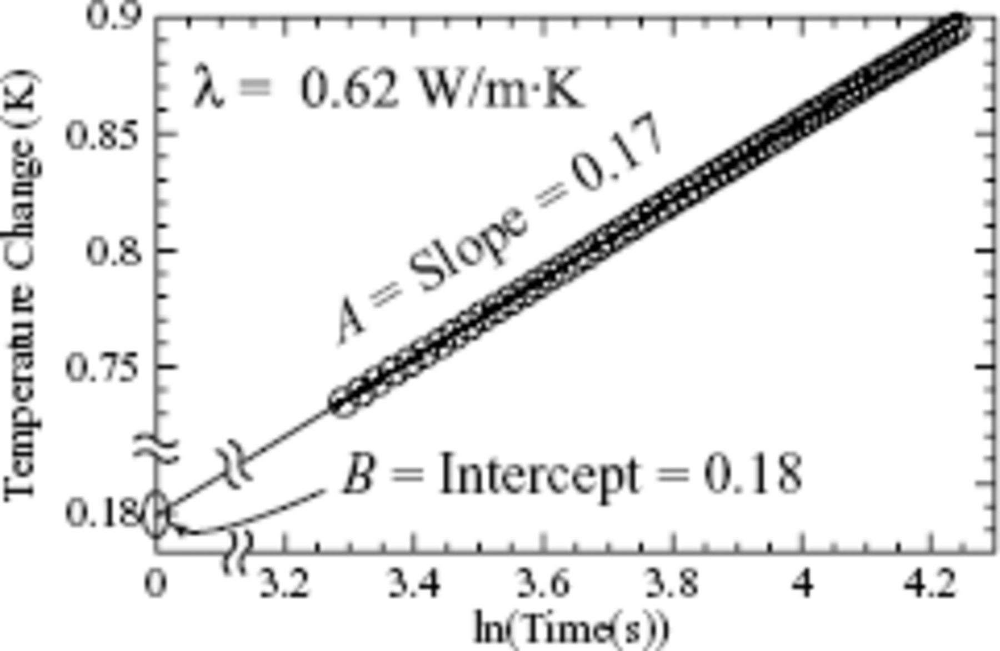 Temperature Change (K)
0.9
0.85
0.8
0.75
0.18
λ = 0.62 W/m·K
A = Slope = 0.17
B = Intercept = 0.18
0 3.2 3.4 3.6 3.8 4 4.2
ln(Time(s))